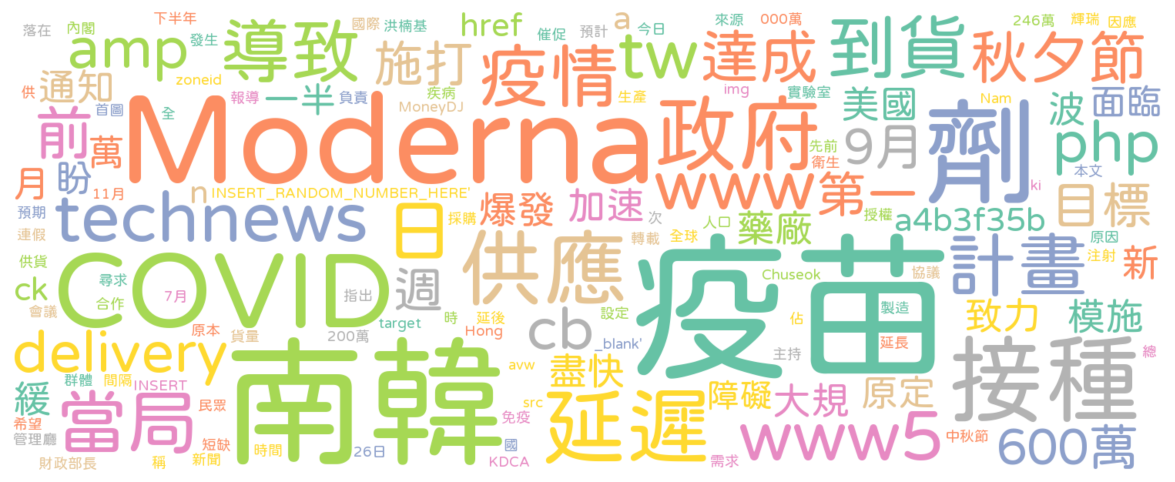 落在
內閣
下半年
發生
amp
zoneid
導致
國際
洪楠基
施打
href
催促
疫情
a
預計
今日
tw
來源
000萬
達成
img
實驗室
到貨
246萬
輝瑞
因應
秋夕節
供
通知
首圖
全
報導
一半
負責
疾病
MoneyDJ
生產
美國
Nam
波
面臨
前
萬
Moderna
政府
先前
衛生
9月
劑
php
本文
月
盼
11月
n
INSERT_RANDOM_NUMBER_HERE'
爆發
加速
www
第一
ki
目標
預期
連假
technews
日
採購
次
人口
藥廠
授權
a4b3f35b
原因
注射
新
供貨
尋求
ck
合作
7月
COVID
指出
週
供應
轉載
全球
疫苗
Chuseok
協議
計畫
會議
原本
貨量
200萬
target
時
Hong
延後
設定
cb
_blank'
佔
製造
延長
主持
致力
模施
delivery
南韓
avw
盡快
障礙
大規
原定
接種
總
緩
群體
間隔
INSERT
當局
民眾
src
免疫
延遲
希望
管理廳
短缺
新聞
時間
26日
國
KDCA
需求
www5
中秋節
600萬
財政部長
稱